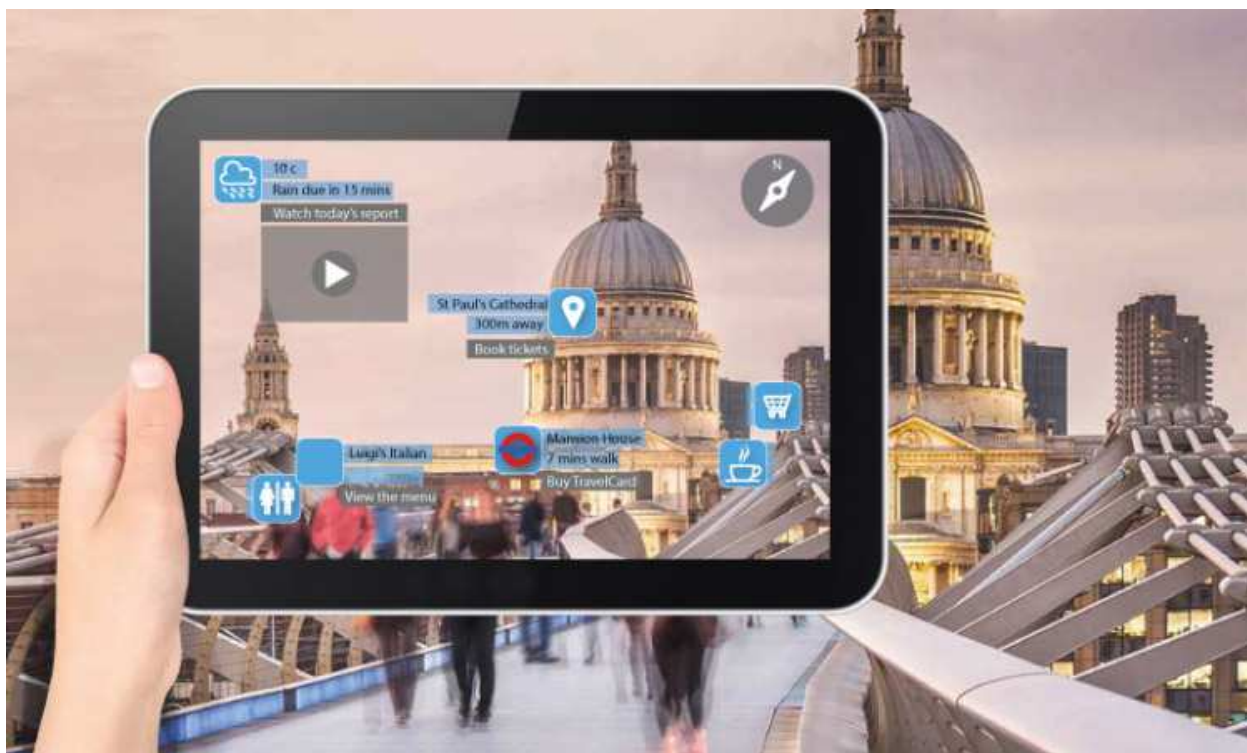 10 c
Rain due in 15 mins
Watch today's report
N
St Paul's Cathedral
300m away
Book tickets
Luigi's Italian
View the menu
Mansion House
7 mins walk
Buy TravelCard